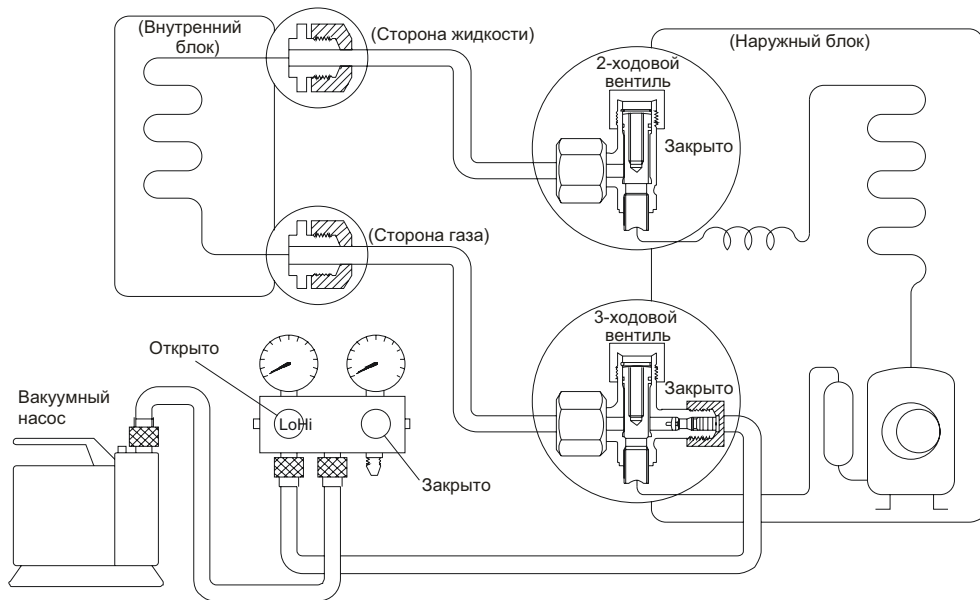 (Внутренний
блок)
(Сторона жидкости)
(Наружный блок)
2-ходовой
вентиль
Закрыто
(Сторона газа)
3-ходовой
вентиль
Закрыто
Открыто
Вакуумный
насос
LoHi
Закрыто